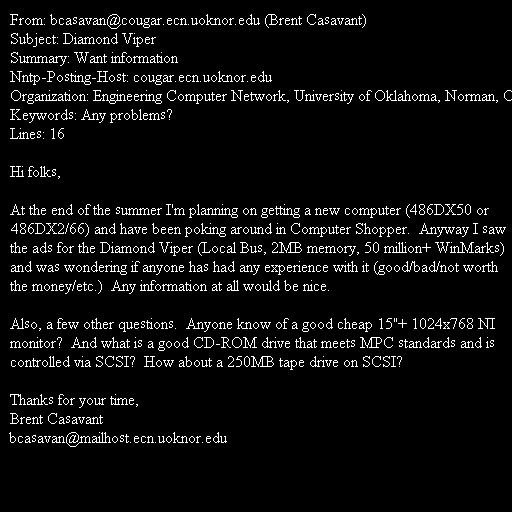 From: bcasavan@cougar.ecn.uoknor.edu (Brent Casavant)
Subject: Diamond Viper
Summary: Want information
Nntp-Posting-Host: cougar.ecn.uoknor.edu
Organization: Engineering Computer Network, University of Oklahoma, Norman,
Keywords: Any problems?
Lines: 16

Hi folks,

At the end of the summer I'm planning on getting a new computer (486DX50 or
486DX2/66) and have been poking around in Computer Shopper.  Anyway I saw
the ads for the Diamond Viper (Local Bus, 2MB memory, 50 million+ WinMarks)
and was wondering if anyone has had any experience with it (good/bad/not worth
the money/etc.)  Any information at all would be nice.

Also, a few other questions.  Anyone know of a good cheap 15"+ 1024x768 NI
monitor?  And what is a good CD-ROM drive that meets MPC standards and is
controlled via SCSI?  How about a 250MB tape drive on SCSI?

Thanks for your time,
Brent Casavant
bcasavan@mailhost.ecn.uoknor.edu